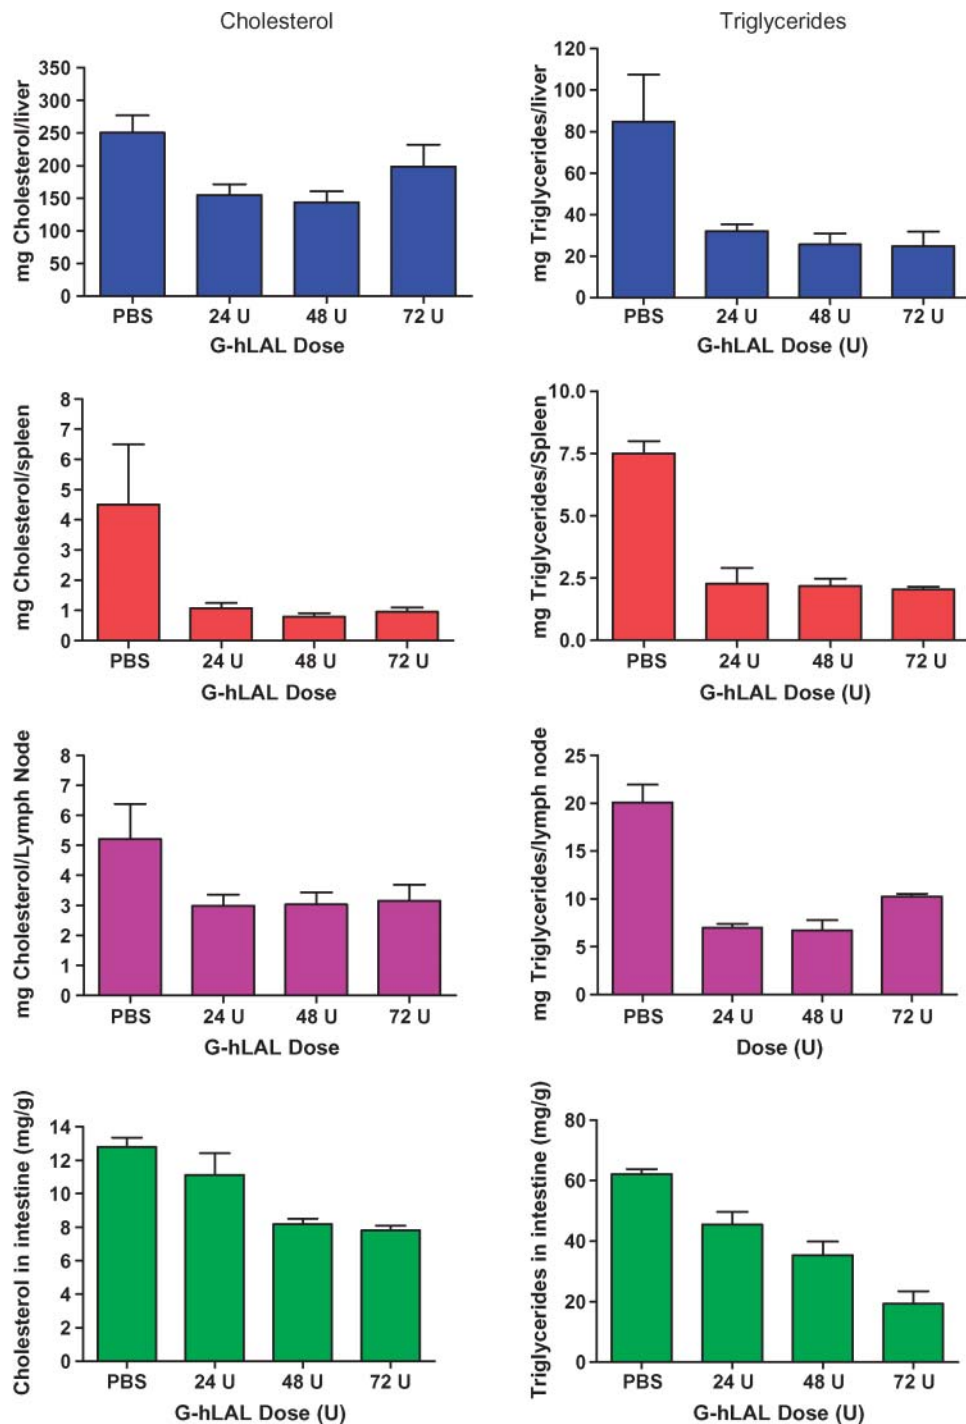 Cholesterol
Triglycerides
mg Cholesterol/liver
350
300
250
200
150
100
50
0
PBS 24 U 48 U 72 U
G-hLAL Dose
mg Triglycerides/liver
120
100
80
60
40
20
0
PBS 24 U 48 U 72 U
G-hLAL Dose (U)
mg Cholesterol/spleen
8
7
6
5
4
3
2
1
0
PBS 24 U 48 U 72 U
G-hLAL Dose
mg Triglycerides/Spleen
10.0
7.5
5.0
2.5
0.0
PBS 24 U 48 U 72 U
G-hLAL Dose (U)
mg Cholesterol/Lymph Node
8
7
6
5
4
3
2
1
0
PBS 24 U 48 U 72 U
G-hLAL Dose
mg Triglycerides/lymph node
25
20
15
10
5
0
PBS 24 U 48 U 72 U
Dose (U)
Cholesterol in intestine (mg/g)
14
12
10
8
6
4
2
0
PBS 24 U 48 U 72 U
G-hLAL Dose (U)
Triglycerides in intestine (mg/g)
80
60
40
20
0
PBS 24 U 48 U 72 U
G-hLAL Dose (U)